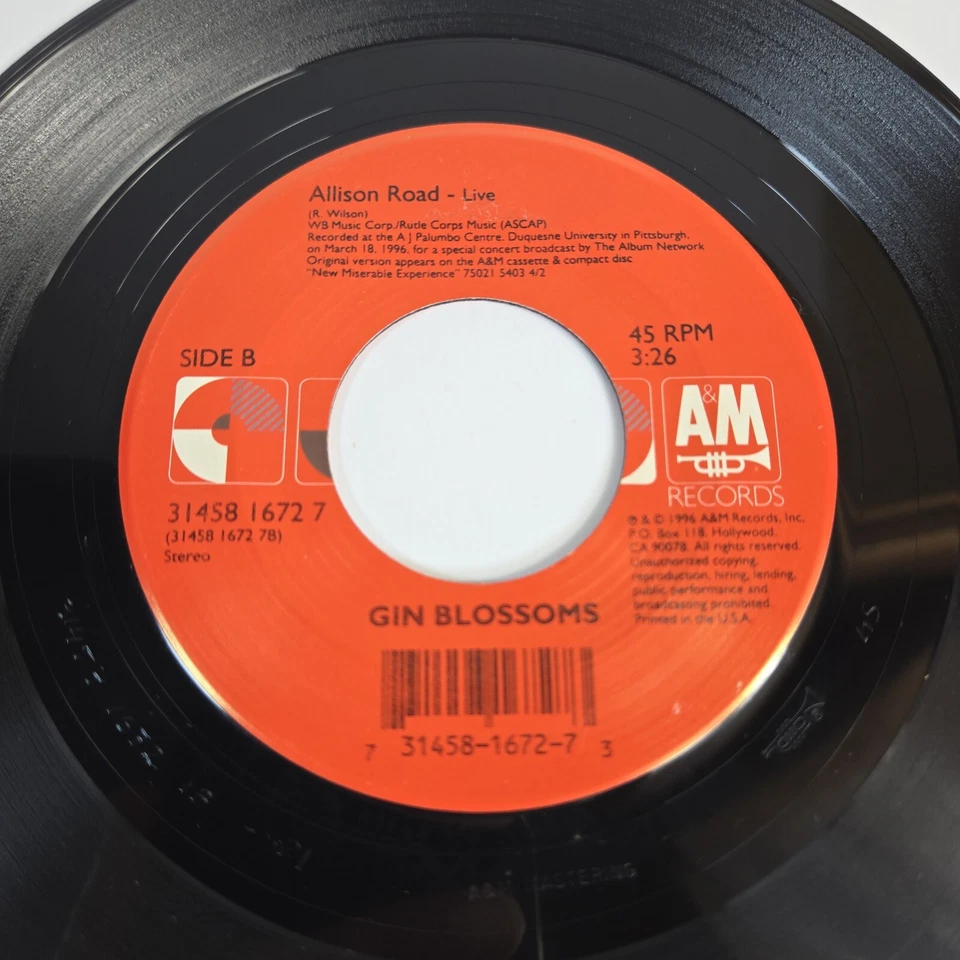 Allison Road - Live
(R. Wilson)
WB Music Corp./Rutle Corps Music (ASCAP)
Recorded at the A J Palumbo Centre. Duquesne University in Pittsburgh,
on March 18, 1996, for a special concert broadcast by The Album Network
Original version appears on the A&M cassette & compact disc
"New Miserable Experience" 75021 5403 4/2
SIDE B
45 RPM
3:26
A&M
RECORDS
31458 1672 7
(31458 1672 7B)
Stereo
℗ & © 1996 A&M Records, Inc.
P.O. Box 118, Hollywood,
CA 90078. All rights reserved.
Unauthorized copying,
reproduction, hiring, lending,
public performance and
broadcasting prohibited.
Printed in the U.S.A.
GIN BLOSSOMS
7 31458-1672-7 3
A&M MASTERING